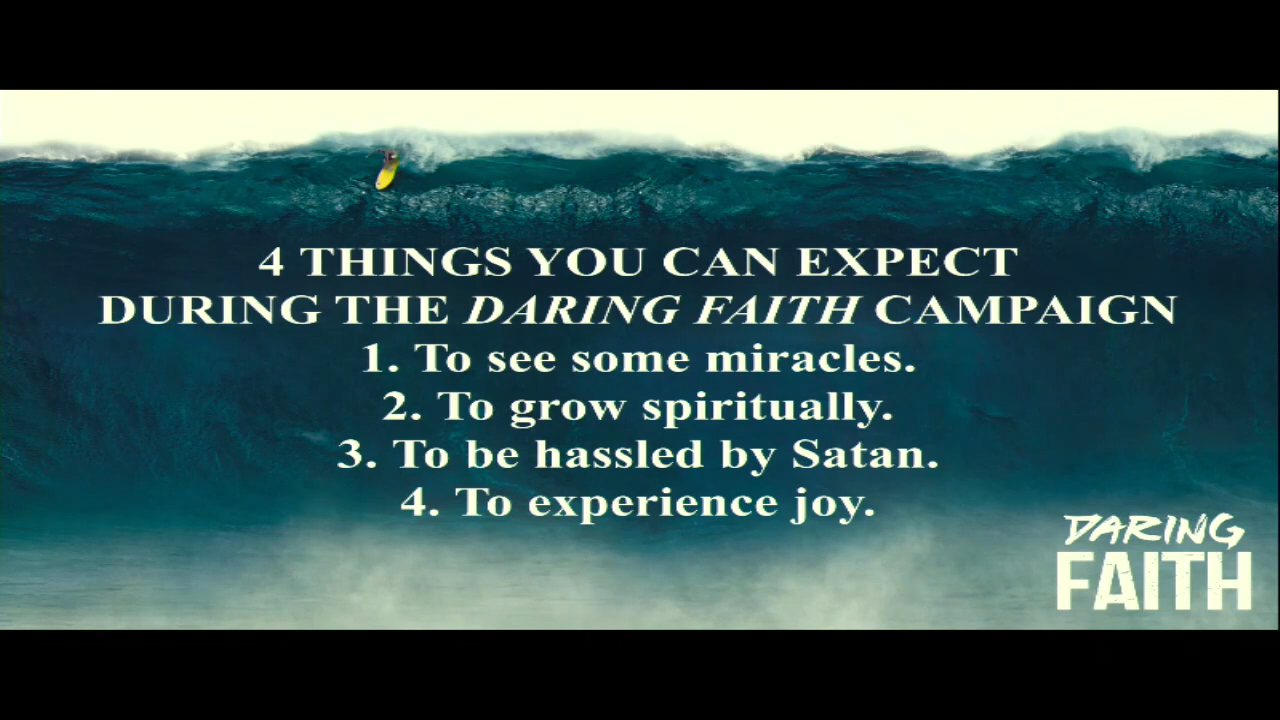 4 THINGS YOU CAN EXPECT
DURING THE DARING FAITH CAMPAIGN
1. To see some miracles.
2. To grow spiritually.
3. To be hassled by Satan.
4. To experience joy.
DARING
FAITH